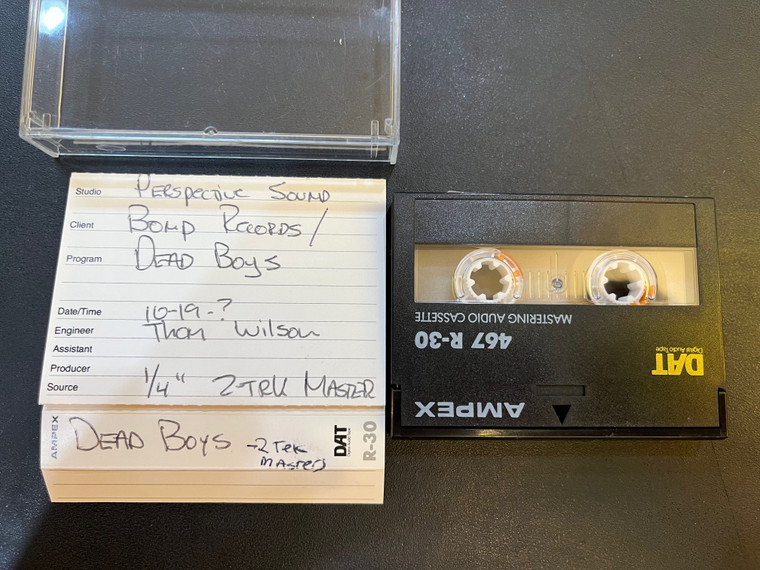 Studio Perspective Sound
Client Bomp Records/
Program Dead Boys
Date/Time 10-19-?
Engineer Thom Wilson
Assistant
Producer
Source 1/4" 2 TRK Master
AMPEX Dead Boys -2 Trk Masters DAT R-30
MASTERING AUDIO CASSETTE
467 R-30
DAT
Digital Audio Tape
AMPEX